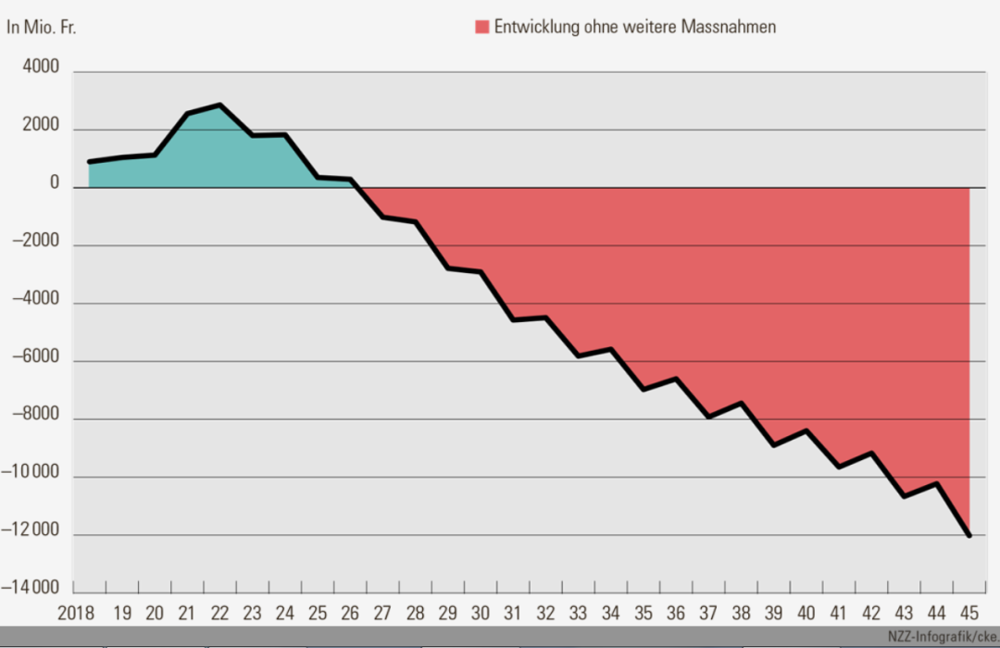 In Mio. Fr.
Entwicklung ohne weitere Massnahmen
4000
2000
0
–2000
–4000
–6000
–8000
–10 000
–12 000
–14 000
2018 19 20 21 22 23 24 25 26 27 28 29 30 31 32 33 34 35 36 37 38 39 40 41 42 43 44 45
NZZ-Infografik/cke.